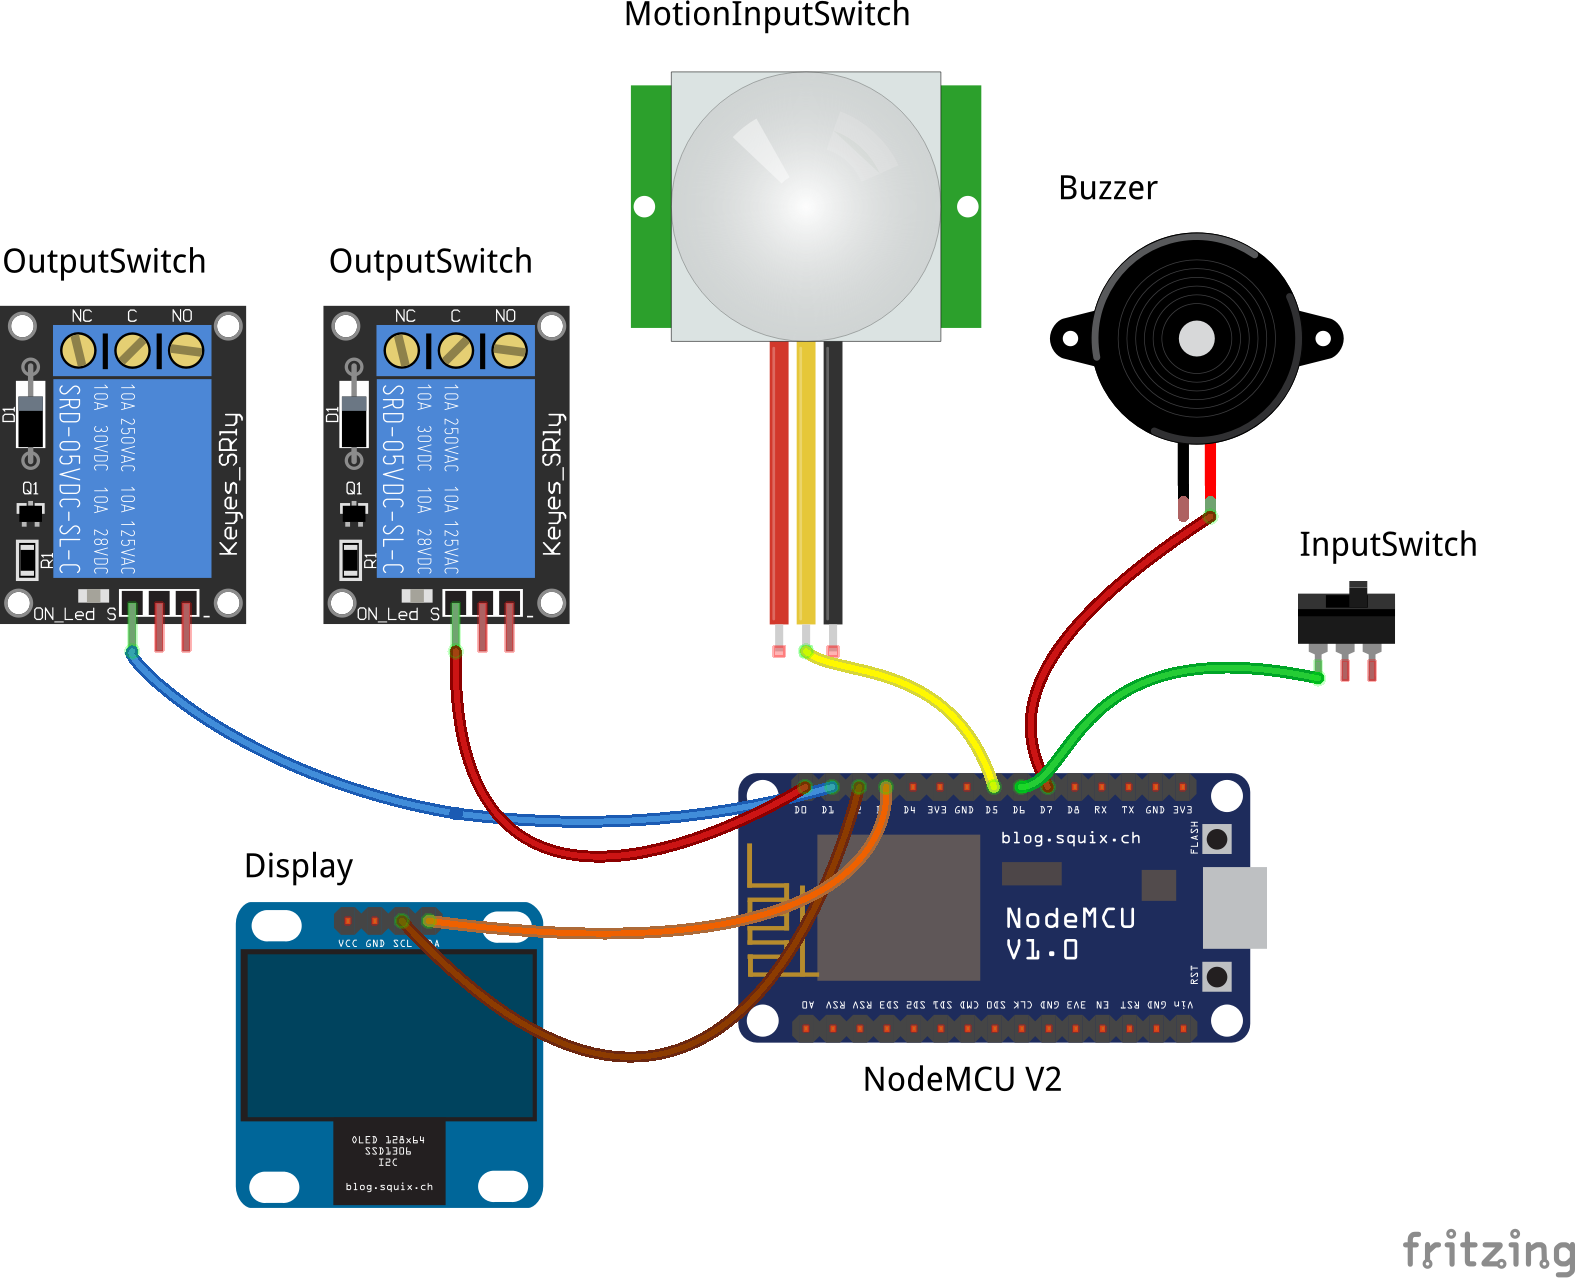 MotionInputSwitch
Buzzer
OutputSwitch
OutputSwitch
NC C NO
NC C NO
D1
SRD-05VDC-SL-C
10A 30VDC 10A 28VDC
10A 250VAC 10A 125VAC
Keyes_SRly
Q1
R1
ON_Led S -
D1
SRD-05VDC-SL-C
10A 30VDC 10A 28VDC
10A 250VAC 10A 125VAC
Keyes_SRly
Q1
R1
ON_Led S -
InputSwitch
D0 D1 D4 3V3 GND D5 D6 D7 D8 RX TX GND 3V3
blog.squix.ch
FLASH
NodeMCU
V1.0
RST
A0 RSV RSV SD3 SD2 SD1 CMD SD0 CLK GND 3V3 EN RST GND Vin
NodeMCU V2
Display
VCC GND SCL
OLED 128x64
SSD1306
I2C
blog.squix.ch
fritzing